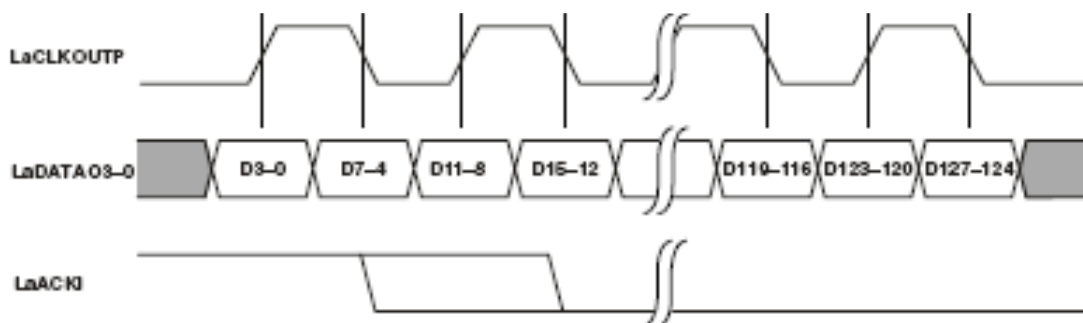 LaCLKOUTP
LaDATAO3–0 D3–0 D7–4 D11–8 D15–12 D119–116 D123–120 D127–124
LaACKI